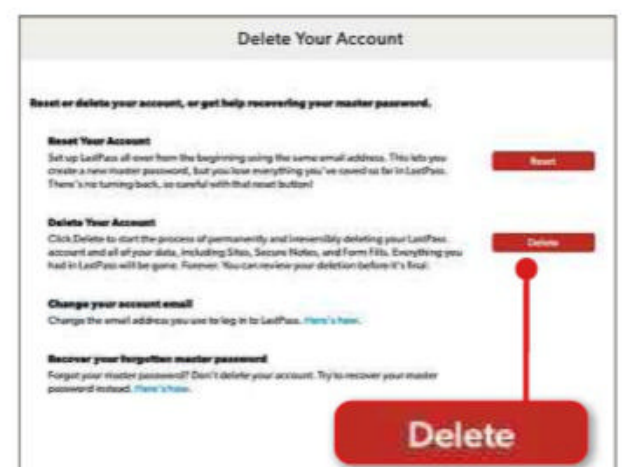 Delete Your Account
Reset or delete your account, or get help recovering your master password.
Reset Your Account
Set up LastPass all over from the beginning using the same email address. This lets you
create a new master password, but you lose everything you've saved so far in LastPass.
There's no turning back, so careful with that reset button!
Reset
Delete Your Account
Click Delete to start the process of permanently and irreversibly deleting your LastPass
account and all of your data, including Sites, Secure Notes, and Form Fills. Everything you
had in LastPass will be gone. Forever. You can review your deletion before it's final.
Delete
Change your account email
Change the email address you use to log in to LastPass. Here's how.
Recover your forgotten master password
Forgot your master password? Don't delete your account. Try to recover your master
password instead. Here's how.
Delete